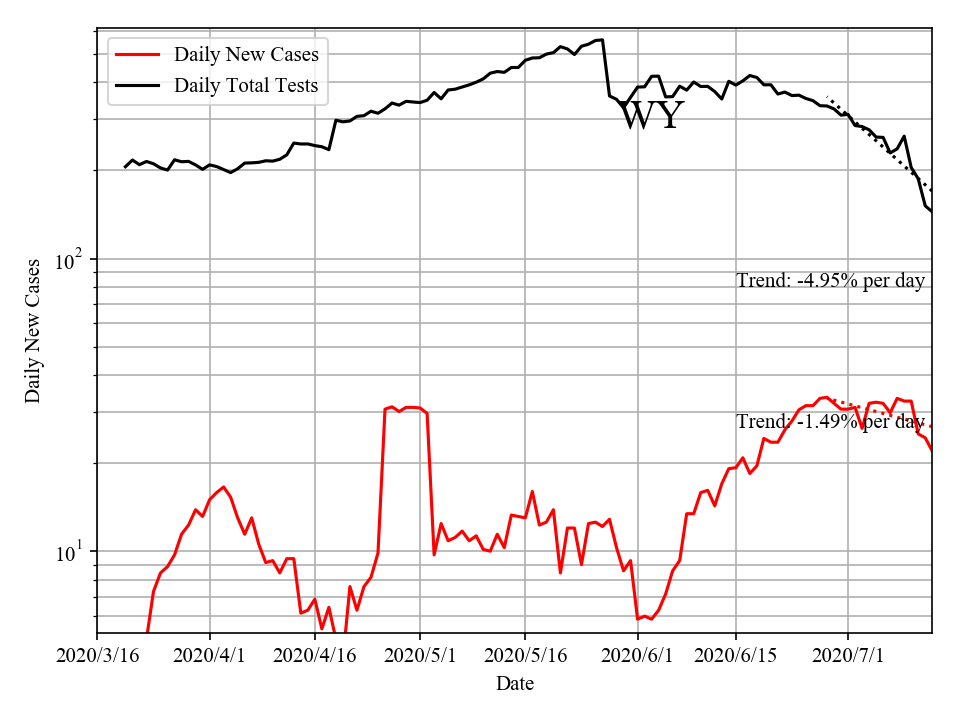 Daily New Cases
Daily Total Tests
WY
10²
Trend: -4.95% per day
Daily New Cases
Trend: -1.49% per day
10¹
2020/3/16 2020/4/1 2020/4/16 2020/5/1 2020/5/16 2020/6/1 2020/6/15 2020/7/1
Date